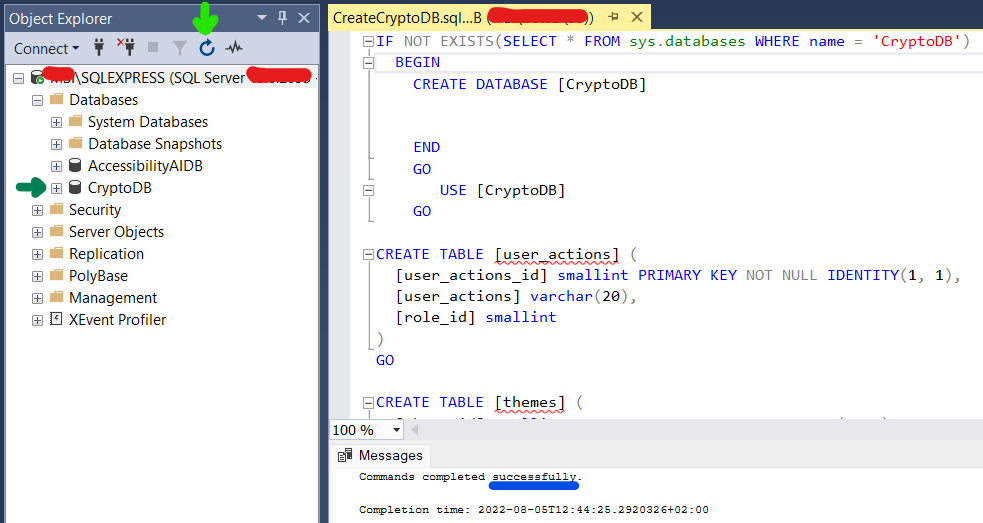 Object Explorer
Connect
\SQLEXPRESS (SQL Server
Databases
System Databases
Database Snapshots
AccessibilityAIDB
CryptoDB
Security
Server Objects
Replication
PolyBase
Management
XEvent Profiler
CreateCryptoDB.sql...B (
IF NOT EXISTS(SELECT * FROM sys.databases WHERE name = 'CryptoDB')
BEGIN
CREATE DATABASE [CryptoDB]
END
GO
USE [CryptoDB]
GO
CREATE TABLE [user_actions] (
[user_actions_id] smallint PRIMARY KEY NOT NULL IDENTITY(1, 1),
[user_actions] varchar(20),
[role_id] smallint
)
GO
CREATE TABLE [themes] (
100 %
Messages
Commands completed successfully.
Completion time: 2022-08-05T12:44:25.2920326+02:00